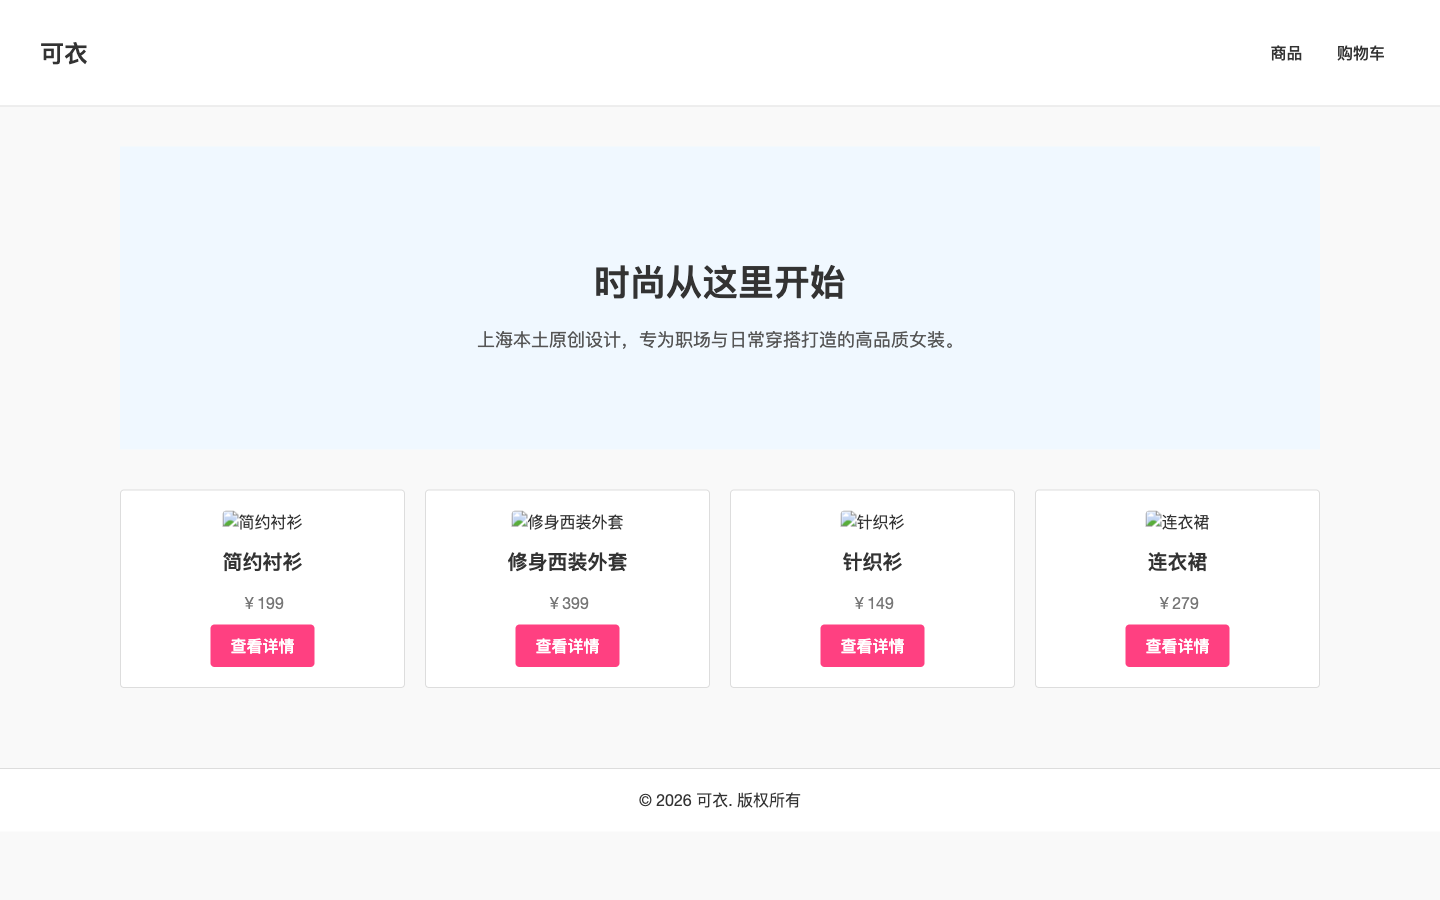 可衣
商品 购物车
时尚从这里开始
上海本土原创设计，专为职场与日常穿搭打造的高品质女装。
简约衬衫 修身西装外套 针织衫 连衣裙
简约衬衫 修身西装外套 针织衫 连衣裙
¥199 ¥399 ¥149 ¥279
查看详情 查看详情 查看详情 查看详情
© 2026 可衣. 版权所有